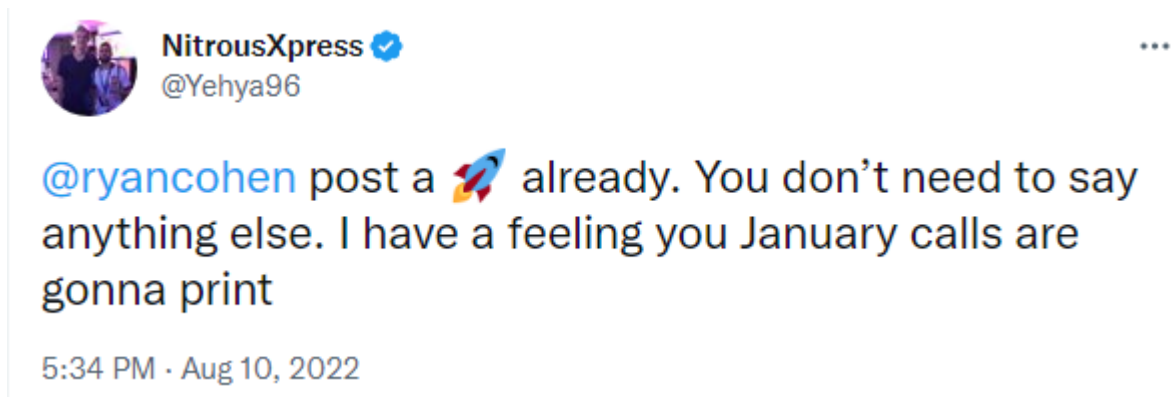 NitrousXpress
@Yehya96
@ryancohen post a 🚀 already. You don’t need to say
anything else. I have a feeling you January calls are
gonna print
5:34 PM · Aug 10, 2022